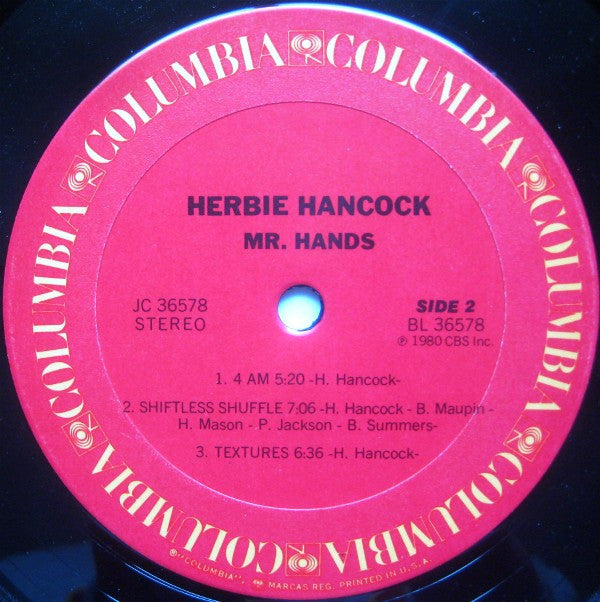 COLUMBIA COLUMBIA COLUMBIA COLUMBIA COLUMBIA COLUMBIA COLUMBIA
HERBIE HANCOCK
MR. HANDS
JC 36578
STEREO
SIDE 2
BL 36578
℗ 1980 CBS Inc.
1. 4 AM 5:20 -H. Hancock-
2. SHIFTLESS SHUFFLE 7:06 -H. Hancock - B. Maupin -
H. Mason - P. Jackson - B. Summers-
3. TEXTURES 6:36 -H. Hancock-
®"COLUMBIA", MARCAS REG. PRINTED IN U.S.A.